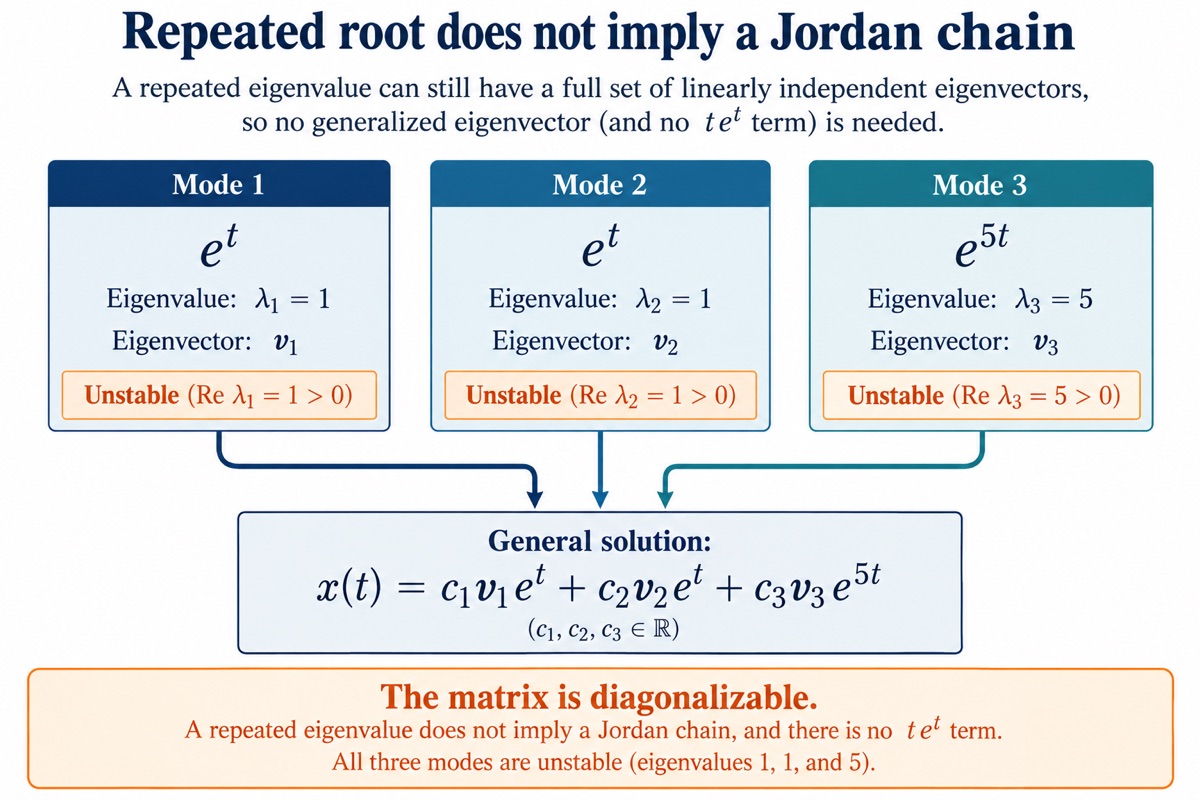 Repeated root does not imply a Jordan chain
A repeated eigenvalue can still have a full set of linearly independent eigenvectors,
so no generalized eigenvector (and no te^t term) is needed.
Mode 1
e^t
Eigenvalue: λ₁ = 1
Eigenvector: v₁
Unstable (Re λ₁ = 1 > 0)
Mode 2
e^t
Eigenvalue: λ₂ = 1
Eigenvector: v₂
Unstable (Re λ₂ = 1 > 0)
Mode 3
e^{5t}
Eigenvalue: λ₃ = 5
Eigenvector: v₃
Unstable (Re λ₃ = 5 > 0)
General solution:
x(t) = c₁v₁e^t + c₂v₂e^t + c₃v₃e^{5t}
(c₁, c₂, c₃ ∈ ℝ)
The matrix is diagonalizable.
A repeated eigenvalue does not imply a Jordan chain, and there is no te^t term.
All three modes are unstable (eigenvalues 1, 1, and 5).